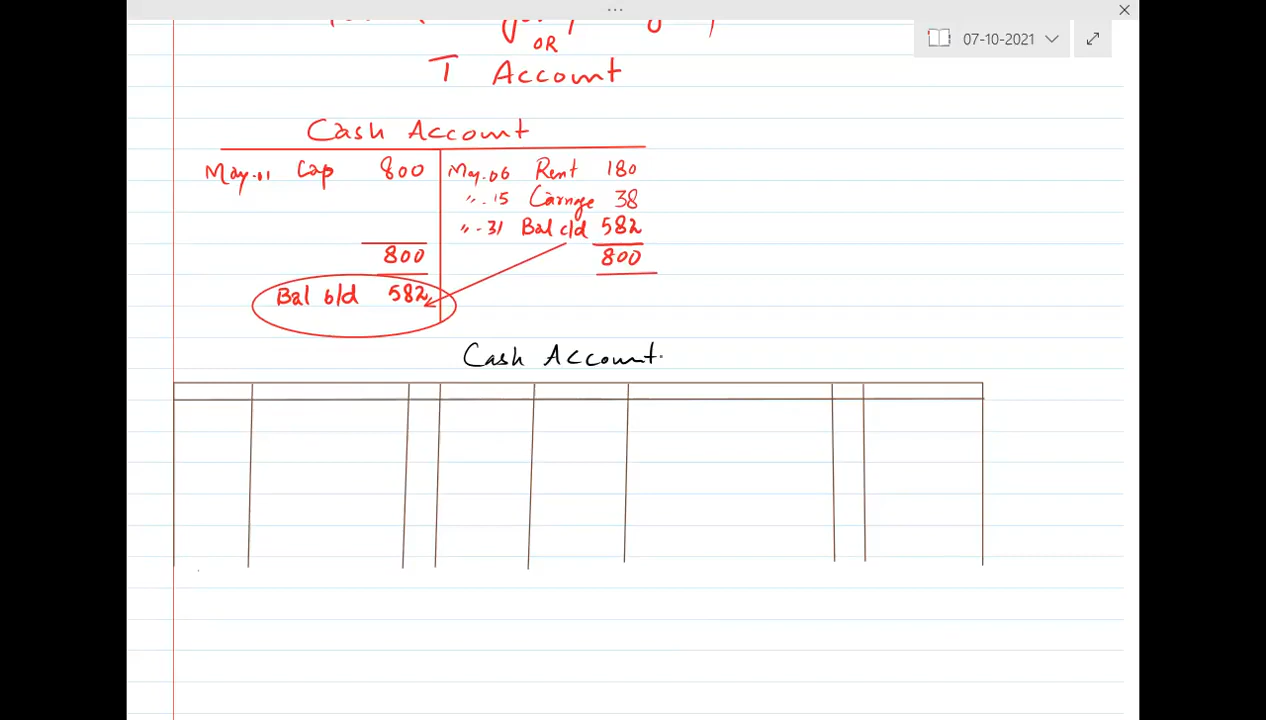 07-10-2021
OR
T Account
Cash Account
May.01 Cap 800 May.06 Rent 180
〃.15 Carriage 38
〃-31 Bal c/d 582
800 800
Bal b/d 582
Cash Account